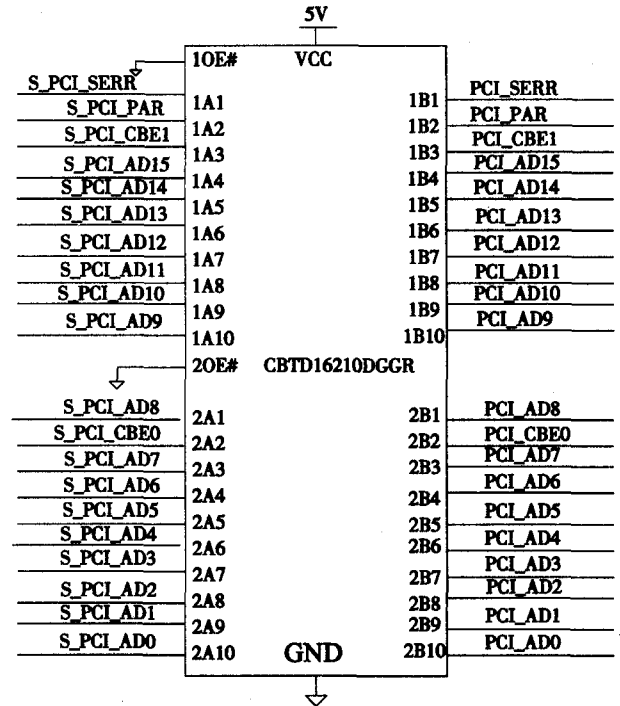 5V
1OE# VCC
S_PCI_SERR 1A1 1B1 PCI_SERR
S_PCI_PAR 1A2 1B2 PCI_PAR
S_PCI_CBE1 1A3 1B3 PCI_CBE1
S_PCI_AD15 1A4 1B4 PCI_AD15
S_PCI_AD14 1A5 1B5 PCI_AD14
S_PCI_AD13 1A6 1B6 PCI_AD13
S_PCI_AD12 1A7 1B7 PCI_AD12
S_PCI_AD11 1A8 1B8 PCI_AD11
S_PCI_AD10 1A9 1B9 PCI_AD10
S_PCI_AD9 1A10 1B10 PCI_AD9
2OE# CBTD16210DGGR
S_PCI_AD8 2A1 2B1 PCI_AD8
S_PCI_CBE0 2A2 2B2 PCI_CBE0
S_PCI_AD7 2A3 2B3 PCI_AD7
S_PCI_AD6 2A4 2B4 PCI_AD6
S_PCI_AD5 2A5 2B5 PCI_AD5
S_PCI_AD4 2A6 2B6 PCI_AD4
S_PCI_AD3 2A7 2B7 PCI_AD3
S_PCI_AD2 2A8 2B8 PCI_AD2
S_PCI_AD1 2A9 2B9 PCI_AD1
S_PCI_AD0 2A10 GND 2B10 PCI_AD0